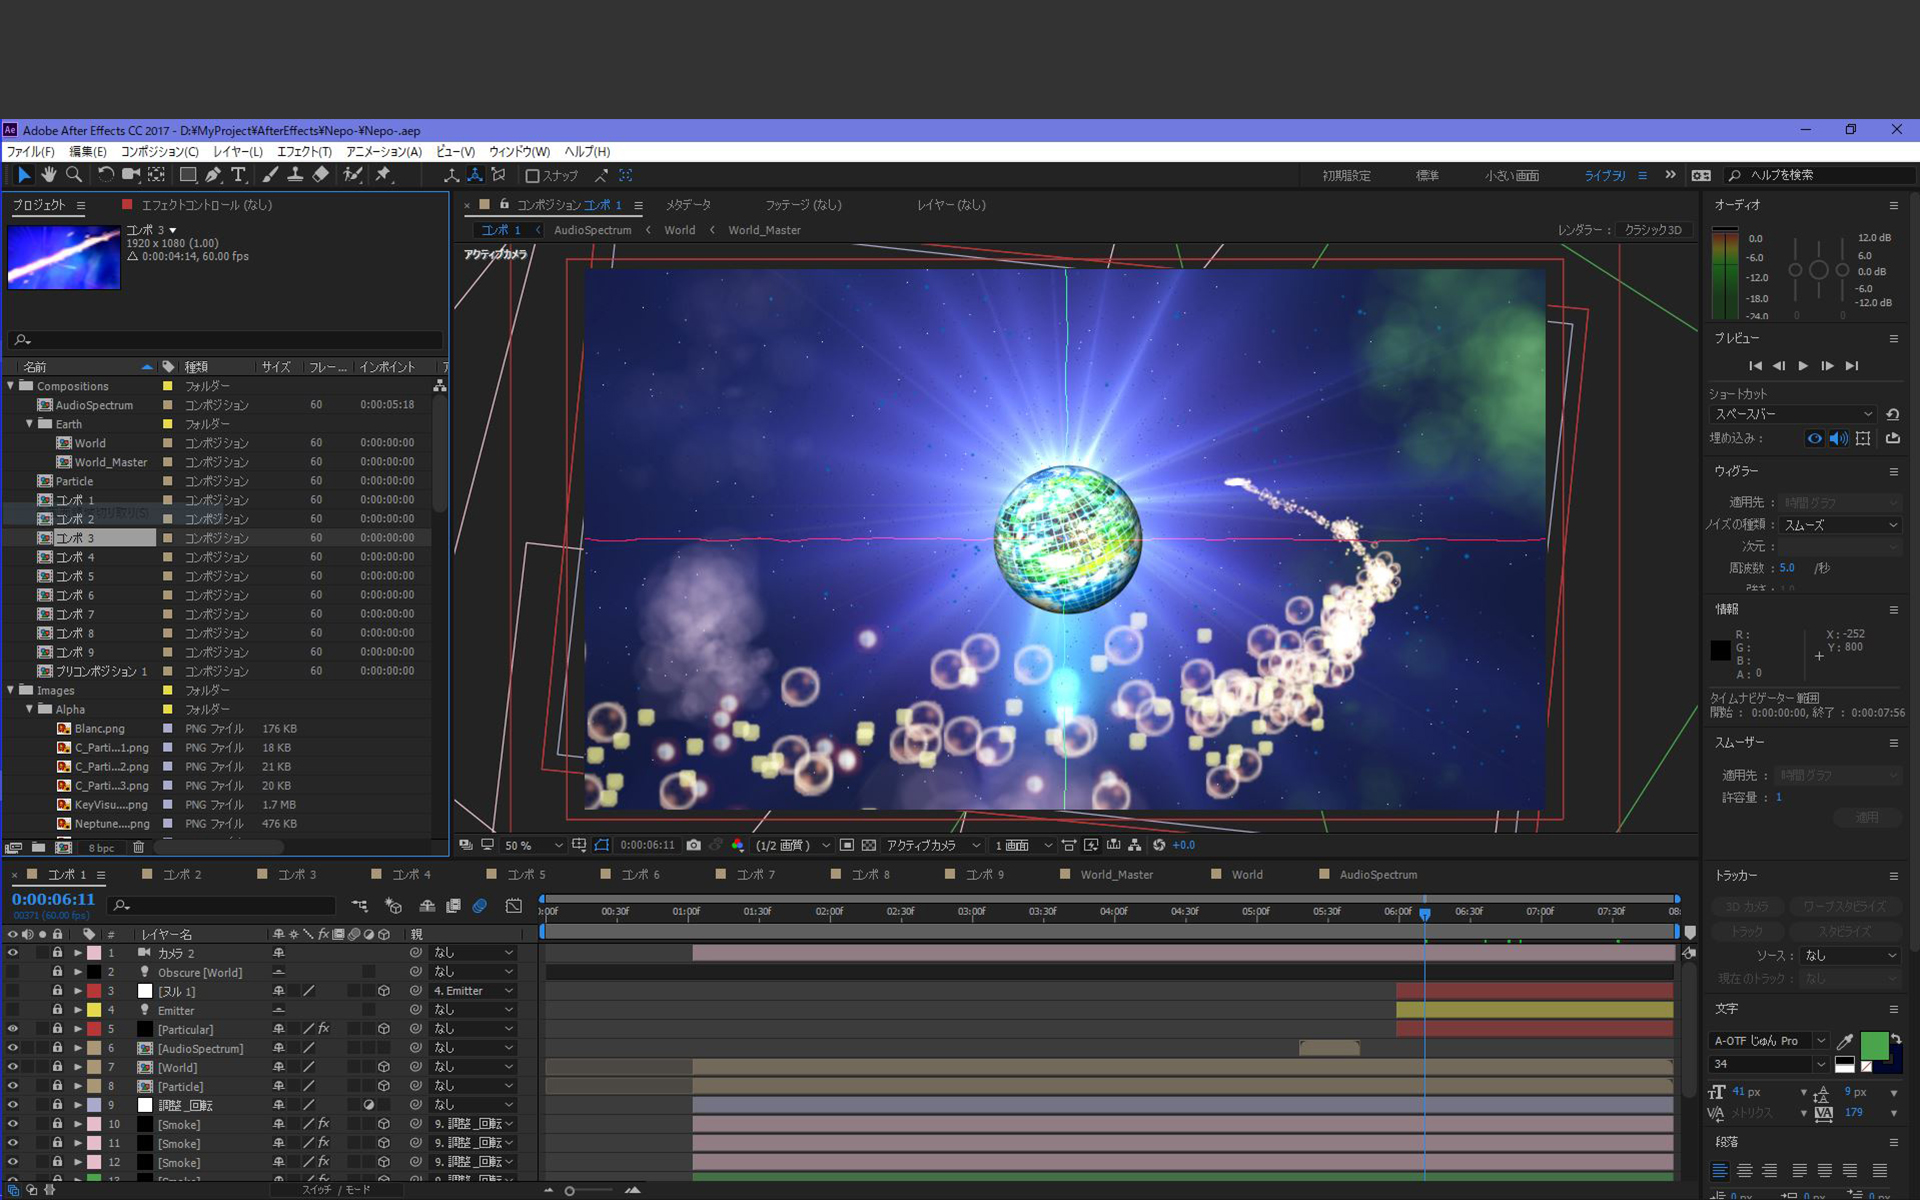 Adobe After Effects CC 2017 - D:¥MyProject¥AfterEffects¥Nepo-¥Nepo-.aep
ファイル(F) 編集(E) コンポジション(C) レイヤー(L) エフェクト(T) アニメーション(A) ビュー(V) ウィンドウ(W) ヘルプ(H)
スナップ 初期設定 標準 小さい画面 ライブラリ ヘルプを検索
プロジェクト エフェクトコントロール (なし)
コンポ 3
1920 x 1080 (1.00)
Δ 0:00:04:14, 60.00 fps
名前 種類 サイズ フレー... インポイント
Compositions フォルダー
AudioSpectrum コンポジション 60 0:00:05:18
Earth フォルダー
World コンポジション 60 0:00:00:00
World_Master コンポジション 60 0:00:00:00
Particle コンポジション 60 0:00:00:00
コンポ 1 コンポジション 60 0:00:00:00
コンポ 2 コンポジション 60 0:00:00:00
コンポ 3 コンポジション 60 0:00:00:00
コンポ 4 コンポジション 60 0:00:00:00
コンポ 5 コンポジション 60 0:00:00:00
コンポ 6 コンポジション 60 0:00:00:00
コンポ 7 コンポジション 60 0:00:00:00
コンポ 8 コンポジション 60 0:00:00:00
コンポ 9 コンポジション 60 0:00:00:00
プリコンポジション 1 コンポジション 60 0:00:00:00
Images フォルダー
Alpha フォルダー
Blanc.png PNG ファイル 176 KB
C_Parti...1.png PNG ファイル 18 KB
C_Parti...2.png PNG ファイル 21 KB
C_Parti...3.png PNG ファイル 20 KB
KeyVisu....png PNG ファイル 1.7 MB
Neptune....png PNG ファイル 476 KB
8 bpc
コンポジション コンポ 1 メタデータ フッテージ (なし) レイヤー (なし)
コンポ 1 AudioSpectrum World World_Master レンダラー : クラシック3D
アクティブカメラ
50 % 0:00:06:11 (1/2 画質) アクティブカメラ 1 画面 +0.0
オーディオ
0.0
-6.0
-12.0
-18.0
-24.0
12.0 dB
6.0
0.0 dB
-6.0
-12.0 dB
0 0
プレビュー
ショートカット
スペースバー
埋め込み :
ウィグラー
適用先 : 時間グラフ
ノイズの種類 : スムーズ
次元 :
周波数 : 5.0 /秒
情報
R :
G :
B :
A : 0
X : -252
Y : 800
タイムナビゲーター範囲
開始 : 0:00:00:00, 終了 : 0:00:07:56
スムーザー
適用先 : 時間グラフ
許容量 : 1
適用
トラッカー
3D カメラ ワープスタビライズ
トラック スタビライズ
ソース : なし
現在のトラック : なし
文字
A-OTF じゅん Pro
34
41 px 9 px
メトリクス 179
段落
0 px 0 px 0 px
コンポ 1 コンポ 2 コンポ 3 コンポ 4 コンポ 5 コンポ 6 コンポ 7 コンポ 8 コンポ 9 World_Master World AudioSpectrum
0:00:06:11
00371 (60.00 fps)
:00f 00:30f 01:00f 01:30f 02:00f 02:30f 03:00f 03:30f 04:00f 04:30f 05:00f 05:30f 06:00f 06:30f 07:00f 07:30f 08:
# レイヤー名 fx 親
1 カメラ 2 なし
2 Obscure [World] なし
3 [ヌル 1] 4. Emitter
4 Emitter なし
5 [Particular] fx なし
6 [AudioSpectrum] なし
7 [World] なし
8 [Particle] なし
9 調整_回転 なし
10 [Smoke] fx 9. 調整_回転
11 [Smoke] fx 9. 調整_回転
12 [Smoke] fx 9. 調整_回転
13 [Smoke] fx 9. 調整_回転
スイッチ / モード